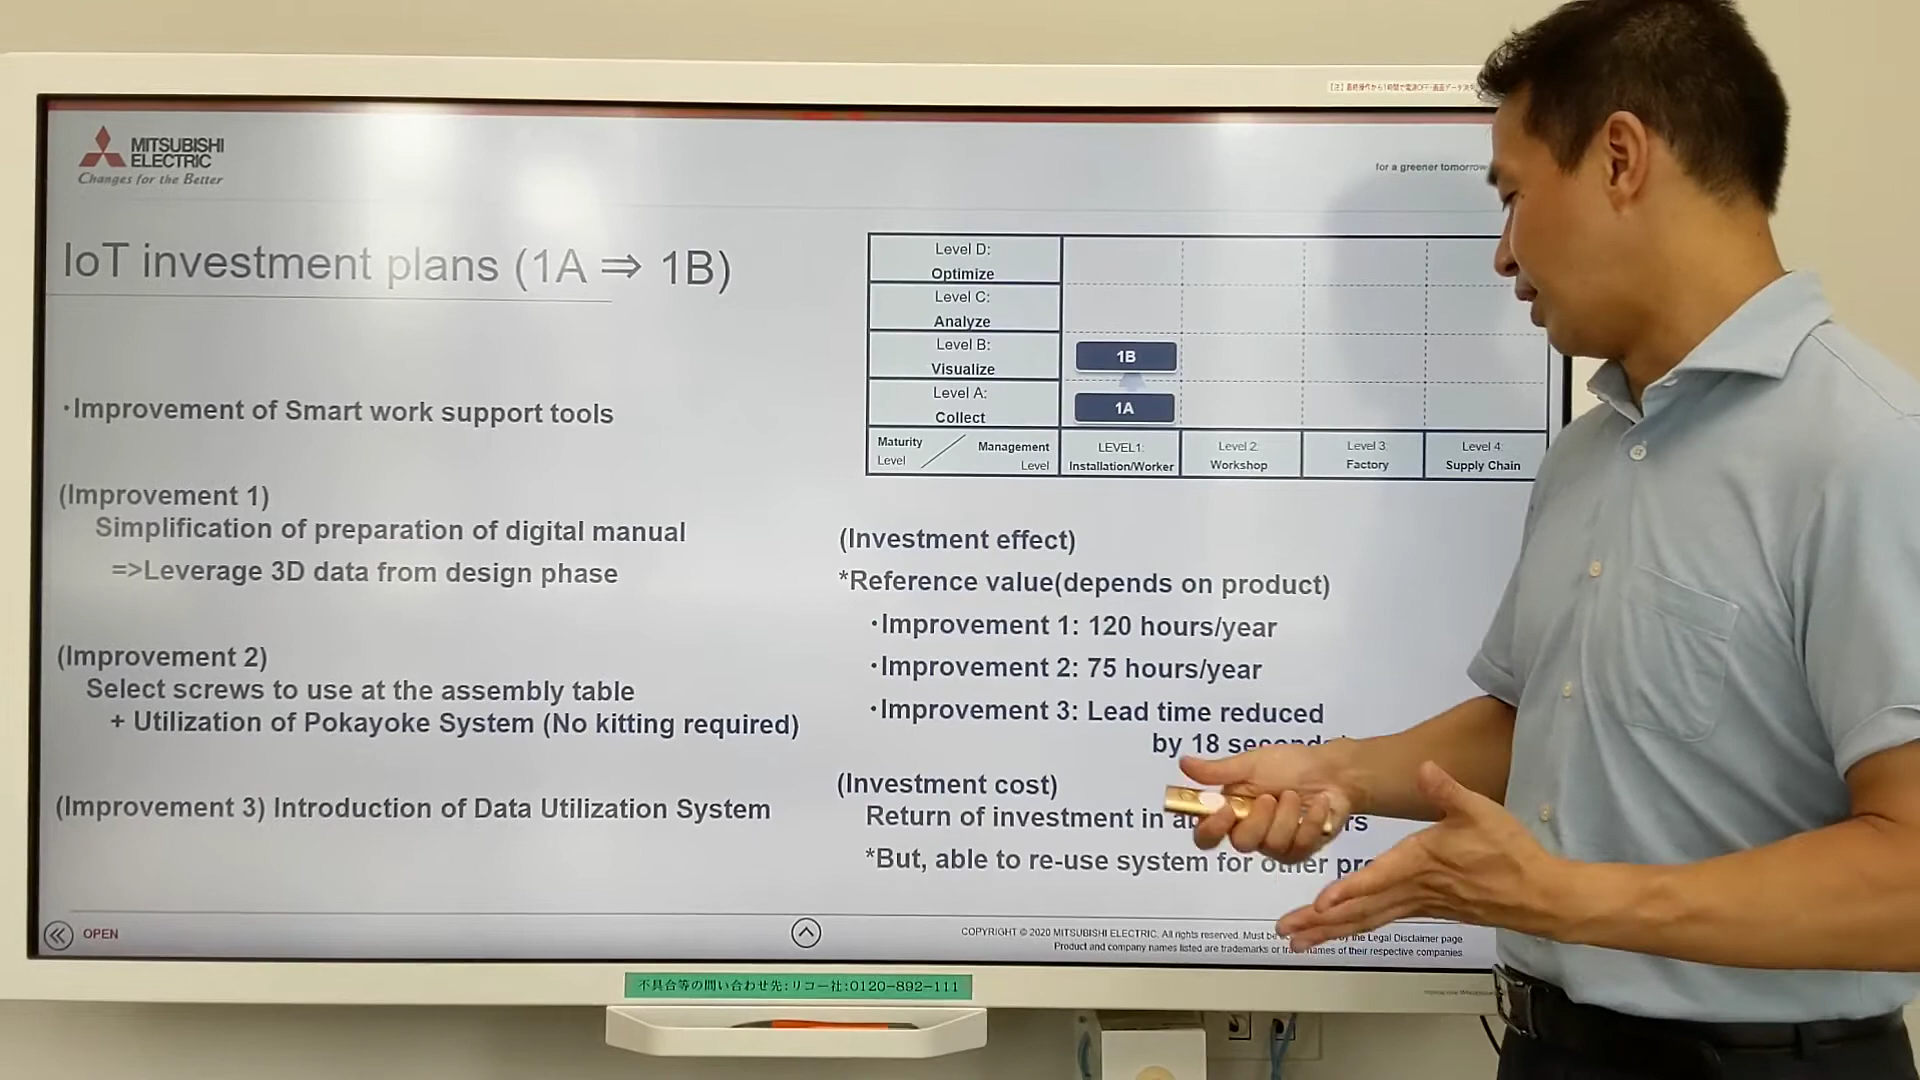 MITSUBISHI
ELECTRIC
Changes for the Better
for a greener tomorrow
IoT investment plans (1A ⇒ 1B)
・Improvement of Smart work support tools
(Improvement 1)
Simplification of preparation of digital manual
=>Leverage 3D data from design phase
(Improvement 2)
Select screws to use at the assembly table
+ Utilization of Pokayoke System (No kitting required)
(Improvement 3) Introduction of Data Utilization System
Level D:
Optimize
Level C:
Analyze
Level B:
Visualize
1B
Level A:
Collect
1A
Maturity
Level
Management
Level
LEVEL1:
Installation/Worker
Level 2:
Workshop
Level 3:
Factory
Level 4:
Supply Chain
(Investment effect)
*Reference value(depends on product)
・Improvement 1: 120 hours/year
・Improvement 2: 75 hours/year
・Improvement 3: Lead time reduced
by 18
(Investment cost)
Return of investment in
*But, able to re-use system for other
OPEN
COPYRIGHT © 2020 MITSUBISHI ELECTRIC. All rights reserved. Must be the Legal Disclaimer page
Product and company names listed are trademarks or names of their respective companies
不具合等の問い合わせ先:リコー社:0120-892-111